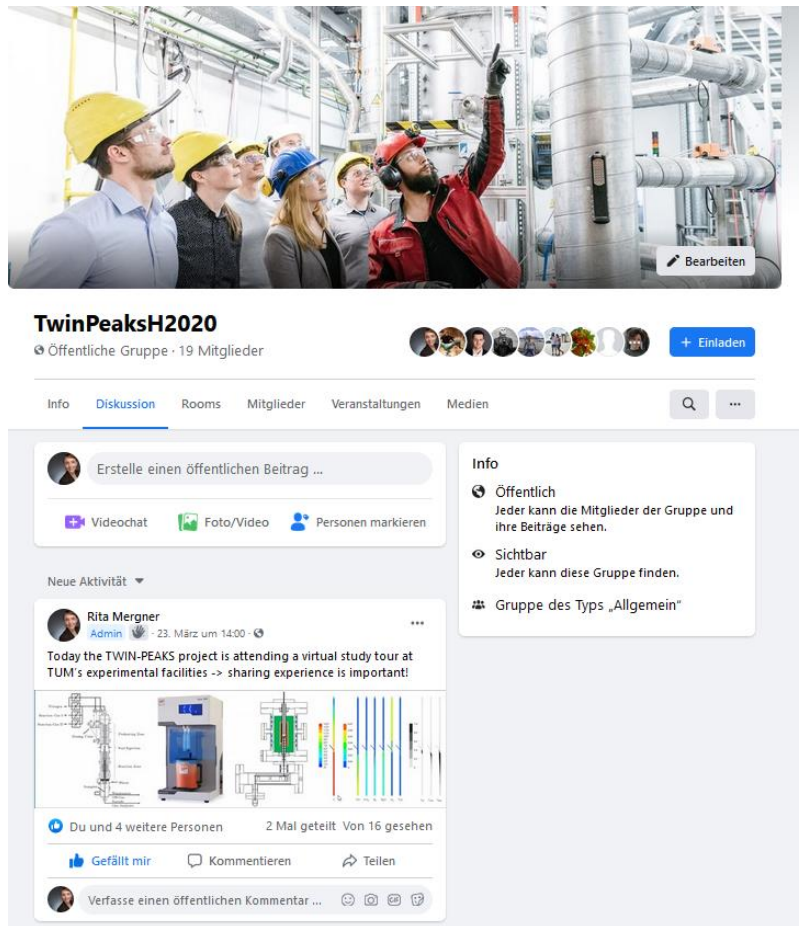 Bearbeiten
TwinPeaksH2020
Öffentliche Gruppe · 19 Mitglieder
+ Einladen
Info Diskussion Rooms Mitglieder Veranstaltungen Medien
Erstelle einen öffentlichen Beitrag ...
Videochat Foto/Video Personen markieren
Info
Öffentlich
Jeder kann die Mitglieder der Gruppe und
ihre Beiträge sehen.
Sichtbar
Jeder kann diese Gruppe finden.
Gruppe des Typs „Allgemein“
Neue Aktivität
Rita Mergner
Admin · 23. März um 14:00 ·
Today the TWIN-PEAKS project is attending a virtual study tour at
TUM´s experimental facilities -> sharing experience is important!
Du und 4 weitere Personen 2 Mal geteilt Von 16 gesehen
Gefällt mir Kommentieren Teilen
Verfasse einen öffentlichen Kommentar ...